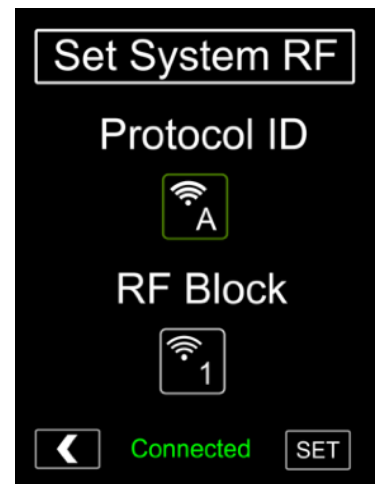 Set System RF
Protocol ID
A
RF Block
1
Connected SET